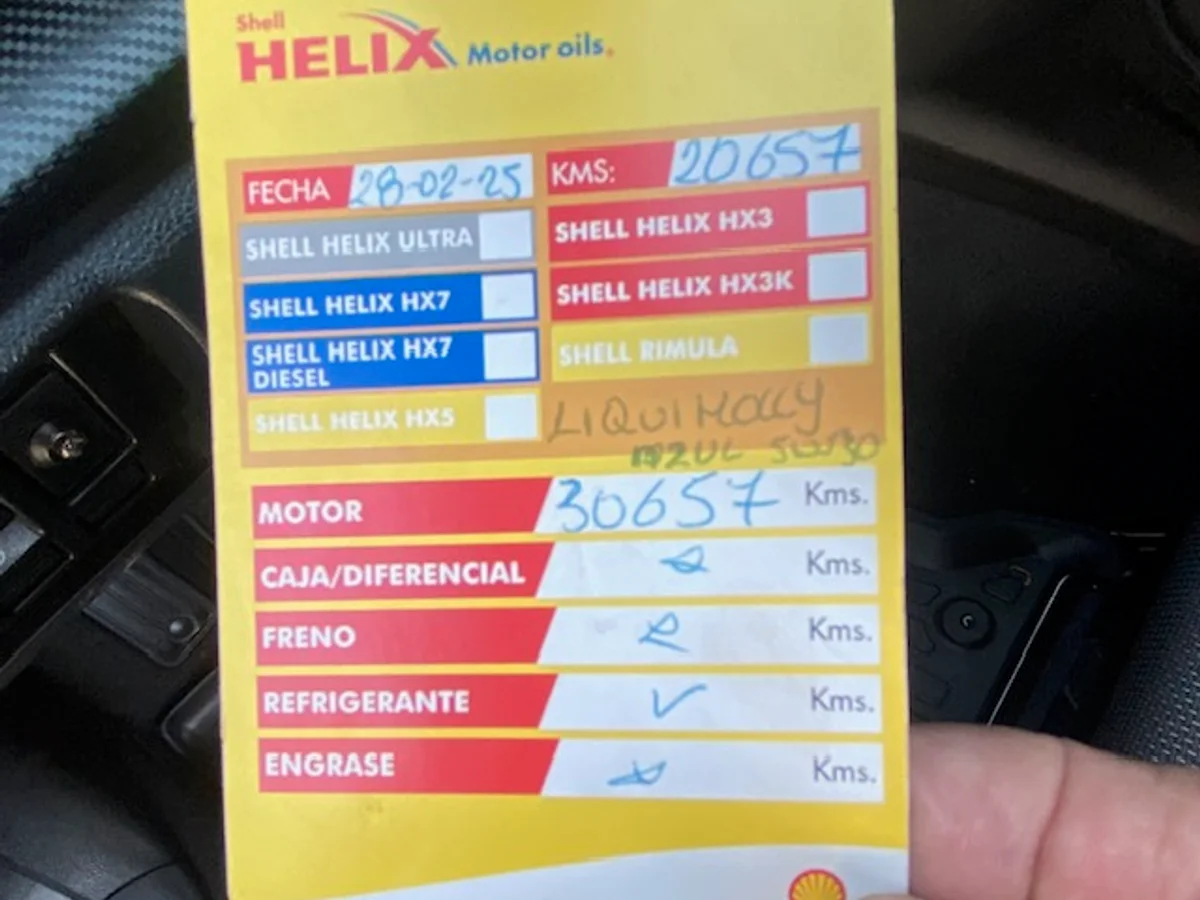 Shell
HELIX Motor oils.
FECHA 28-02-25 KMS: 20657
SHELL HELIX ULTRA SHELL HELIX HX3
SHELL HELIX HX7 SHELL HELIX HX3K
SHELL HELIX HX7 DIESEL SHELL RIMULA
SHELL HELIX HX5 LIQUI MOLLY
AZUL 5W30
MOTOR 30657 Kms.
CAJA/DIFERENCIAL Kms.
FRENO Kms.
REFRIGERANTE Kms.
ENGRASE Kms.